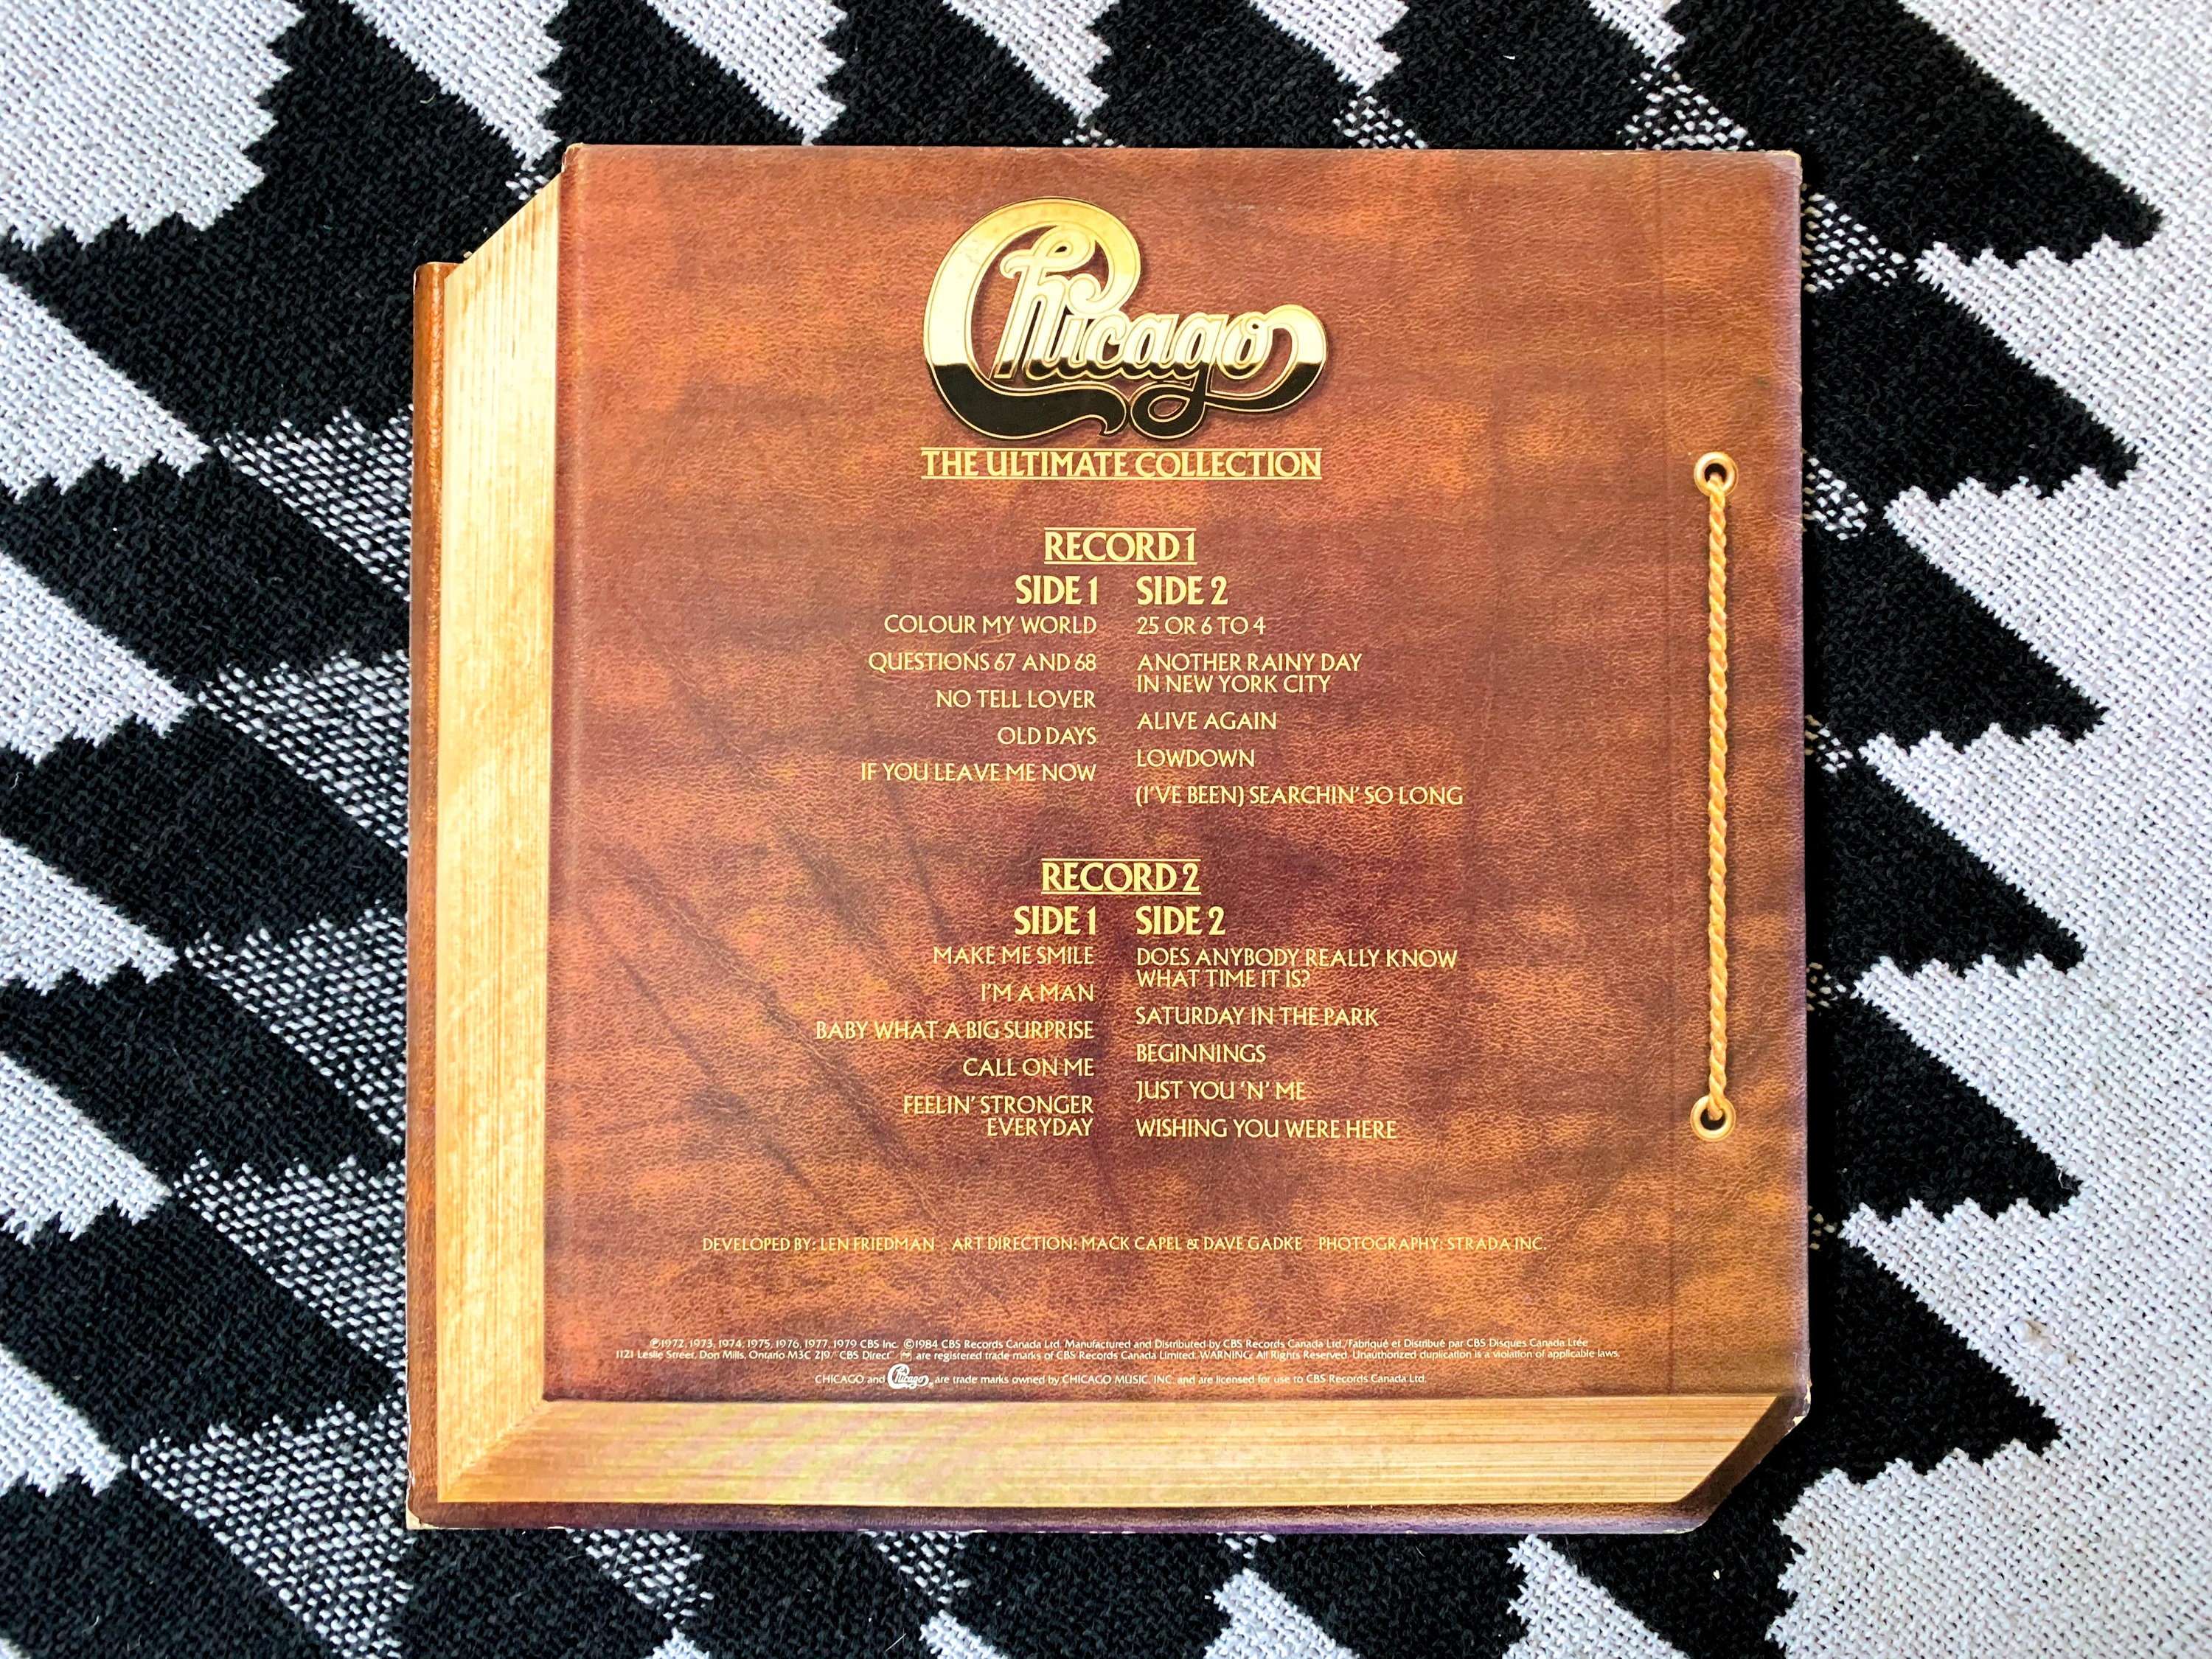 Chicago
THE ULTIMATE COLLECTION
RECORD 1
SIDE 1
COLOUR MY WORLD
QUESTIONS 67 AND 68
NO TELL LOVER
OLD DAYS
IF YOU LEAVE ME NOW
SIDE 2
25 OR 6 TO 4
ANOTHER RAINY DAY
IN NEW YORK CITY
ALIVE AGAIN
LOWDOWN
(I'VE BEEN) SEARCHIN' SO LONG
RECORD 2
SIDE 1
MAKE ME SMILE
I'M A MAN
BABY WHAT A BIG SURPRISE
CALL ON ME
FEELIN' STRONGER
EVERYDAY
SIDE 2
DOES ANYBODY REALLY KNOW
WHAT TIME IT IS?
SATURDAY IN THE PARK
BEGINNINGS
JUST YOU 'N' ME
WISHING YOU WERE HERE
DEVELOPED BY: LEN FRIEDMAN ART DIRECTION: MACK CAPEL & DAVE GADKE PHOTOGRAPHY: STRADA INC.
℗1972, 1973, 1974, 1975, 1976, 1977, 1979 CBS Inc. ©1984 CBS Records Canada Ltd. Manufactured and Distributed by CBS Records Canada Ltd./Fabriqué et Distribué par CBS Disques Canada Ltée
1121 Leslie Street, Don Mills, Ontario M3C 2J9/"CBS Direct" are registered trade marks of CBS Records Canada Limited. WARNING: All Rights Reserved. Unauthorized duplication is a violation of applicable laws.
CHICAGO and Chicago® are trade marks owned by CHICAGO MUSIC, INC. and are licensed for use to CBS Records Canada Ltd.